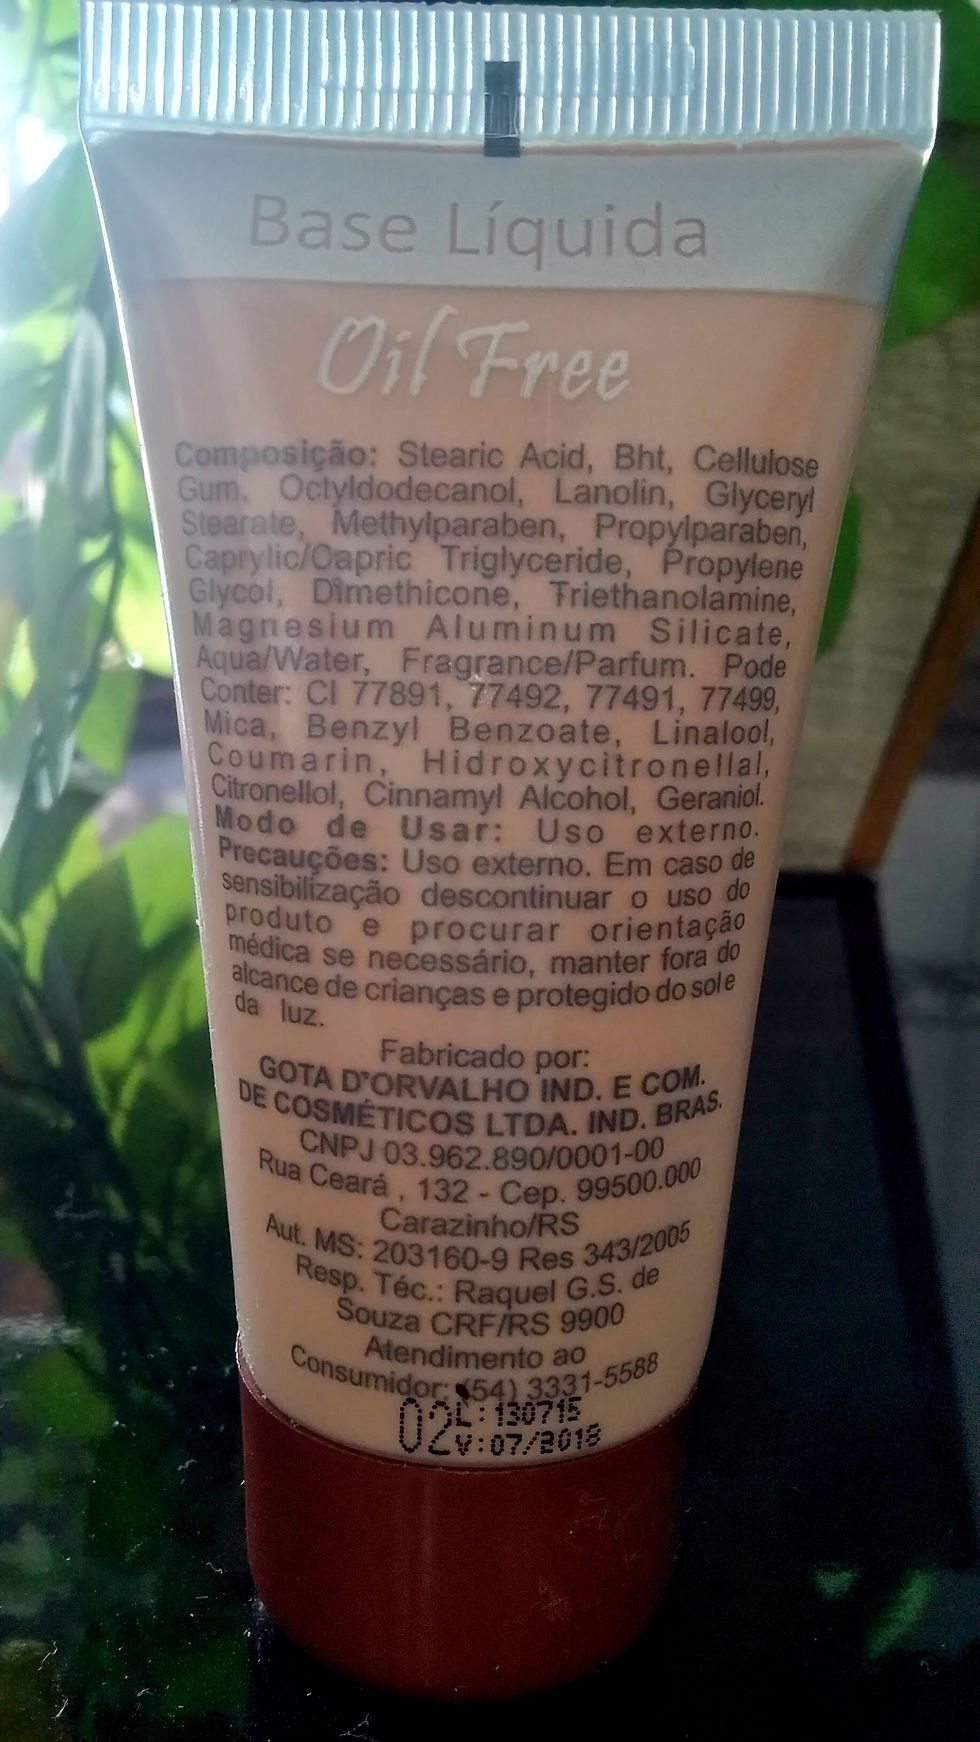 Base Líquida
Oil Free
Composição: Stearic Acid, Bht, Cellulose
Gum, Octyldodecanol, Lanolin, Glyceryl
Stearate, Methylparaben, Propylparaben,
Caprylic/Capric Triglyceride, Propylene
Glycol, Dimethicone, Triethanolamine,
Magnesium Aluminum Silicate,
Aqua/Water, Fragrance/Parfum. Pode
Conter: CI 77891, 77492, 77491, 77499,
Mica, Benzyl Benzoate, Linalool,
Coumarin, Hidroxycitronellal,
Citronellol, Cinnamyl Alcohol, Geraniol.
Modo de Usar: Uso externo.
Precauções: Uso externo. Em caso de
sensibilização descontinuar o uso do
produto e procurar orientação
médica se necessário, manter fora do
alcance de crianças e protegido do sol e
da luz.
Fabricado por:
GOTA D'ORVALHO IND. E COM.
DE COSMÉTICOS LTDA. IND. BRAS.
CNPJ 03.962.890/0001-00
Rua Ceará , 132 - Cep. 99500.000
Carazinho/RS
Aut. MS: 203160-9 Res 343/2005
Resp. Téc.: Raquel G.S. de
Souza CRF/RS 9900
Atendimento ao
Consumidor: (54) 3331-5588
02 L:130715
V:07/2018